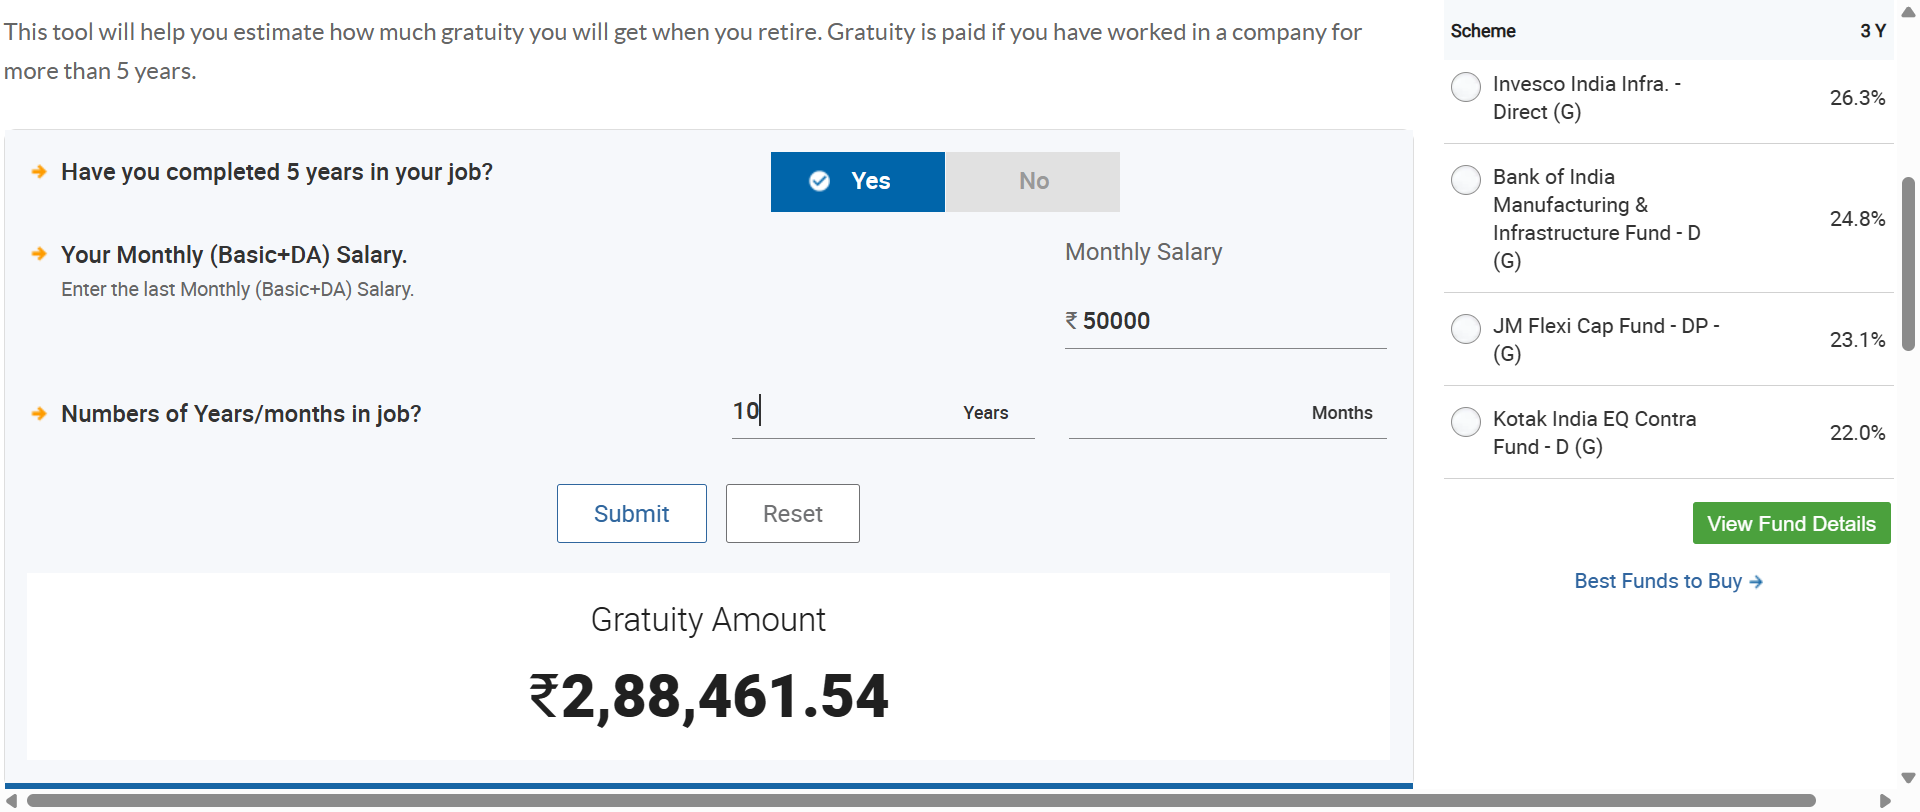 This tool will help you estimate how much gratuity you will get when you retire. Gratuity is paid if you have worked in a company for
more than 5 years.
Have you completed 5 years in your job?
Yes
No
Your Monthly (Basic+DA) Salary.
Enter the last Monthly (Basic+DA) Salary.
Monthly Salary
₹ 50000
Numbers of Years/months in job?
10
Years
Months
Submit
Reset
Gratuity Amount
₹2,88,461.54
Scheme
3 Y
Invesco India Infra. -
Direct (G)
26.3%
Bank of India
Manufacturing &
Infrastructure Fund - D
(G)
24.8%
JM Flexi Cap Fund - DP -
(G)
23.1%
Kotak India EQ Contra
Fund - D (G)
22.0%
View Fund Details
Best Funds to Buy →